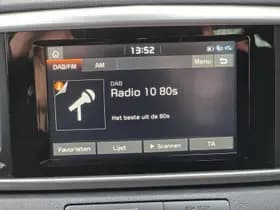 13:52
DAB/FM AM Menu
DAB
Radio 10 80s
Het beste uit de 80s
Favorieten Lijst Scannen TA